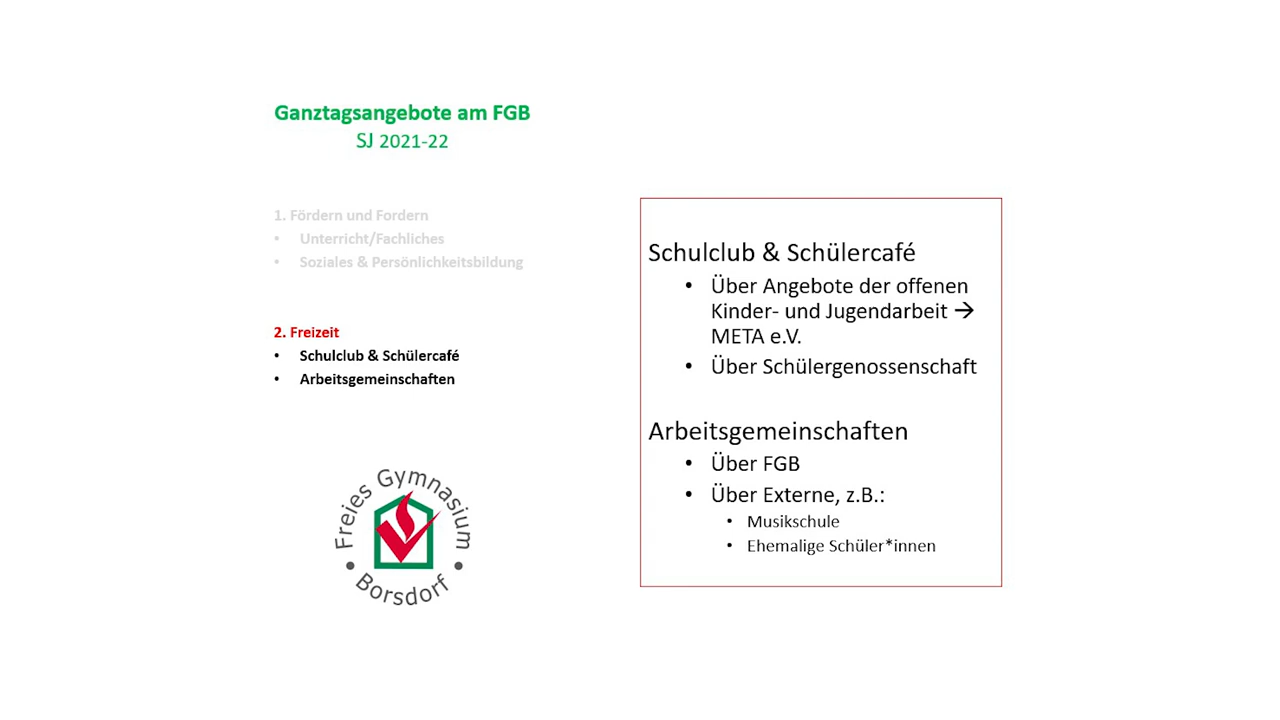 Ganztagsangebote am FGB
SJ 2021-22
1. Fördern und Fordern
• Unterricht/Fachliches
• Soziales & Persönlichkeitsbildung
2. Freizeit
• Schulclub & Schülercafé
• Arbeitsgemeinschaften
Freies Gymnasium
• Borsdorf •
Schulclub & Schülercafé
• Über Angebote der offenen
Kinder- und Jugendarbeit →
META e.V.
• Über Schülergenossenschaft
Arbeitsgemeinschaften
• Über FGB
• Über Externe, z.B.:
• Musikschule
• Ehemalige Schüler*innen